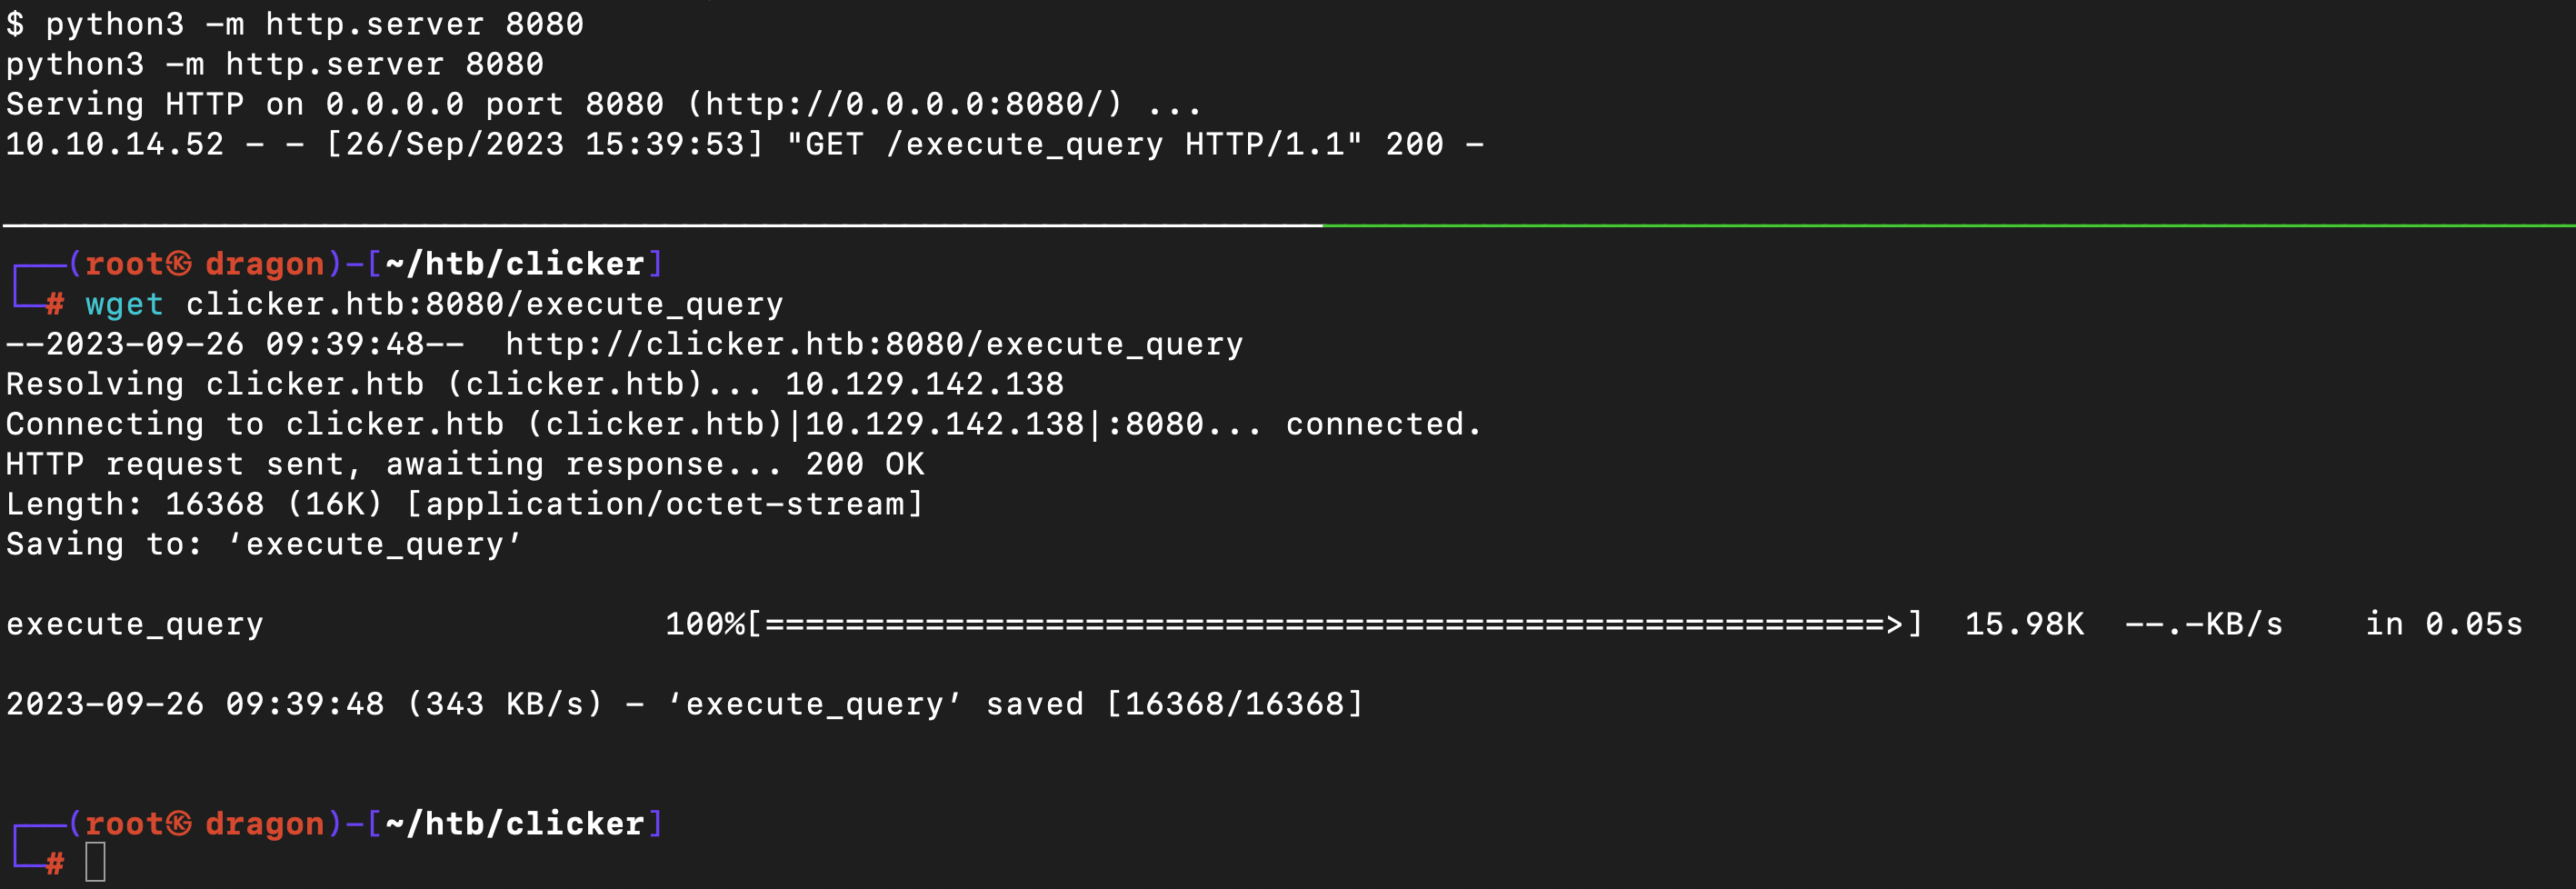 $ python3 -m http.server 8080
python3 -m http.server 8080
Serving HTTP on 0.0.0.0 port 8080 (http://0.0.0.0:8080/) ...
10.10.14.52 - - [26/Sep/2023 15:39:53] "GET /execute_query HTTP/1.1" 200 -
┌──(root㉿ dragon)-[~/htb/clicker]
└─# wget clicker.htb:8080/execute_query
--2023-09-26 09:39:48--  http://clicker.htb:8080/execute_query
Resolving clicker.htb (clicker.htb)... 10.129.142.138
Connecting to clicker.htb (clicker.htb)|10.129.142.138|:8080... connected.
HTTP request sent, awaiting response... 200 OK
Length: 16368 (16K) [application/octet-stream]
Saving to: ‘execute_query’
execute_query                    100%[========================================================>]  15.98K  --.-KB/s    in 0.05s
2023-09-26 09:39:48 (343 KB/s) - ‘execute_query’ saved [16368/16368]
┌──(root㉿ dragon)-[~/htb/clicker]
└─#